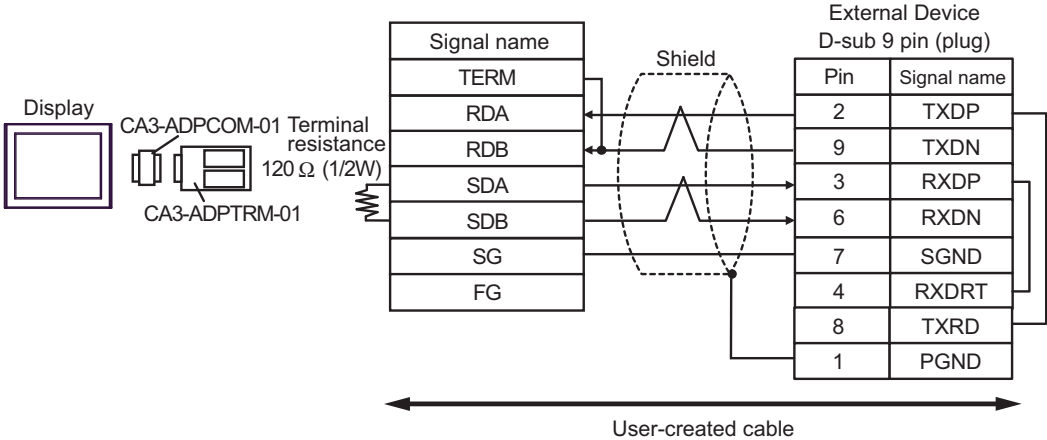 External Device
D-sub 9 pin (plug)
Signal name
Shield
Pin Signal name
TERM
Display
CA3-ADPCOM-01
Terminal
resistance
120 Ω (1/2W)
CA3-ADPTRM-01
RDA
2 TXDP
RDB
9 TXDN
SDA
3 RXDP
SDB
6 RXDN
SG
7 SGND
FG
4 RXDRT
8 TXRD
1 PGND
User-created cable